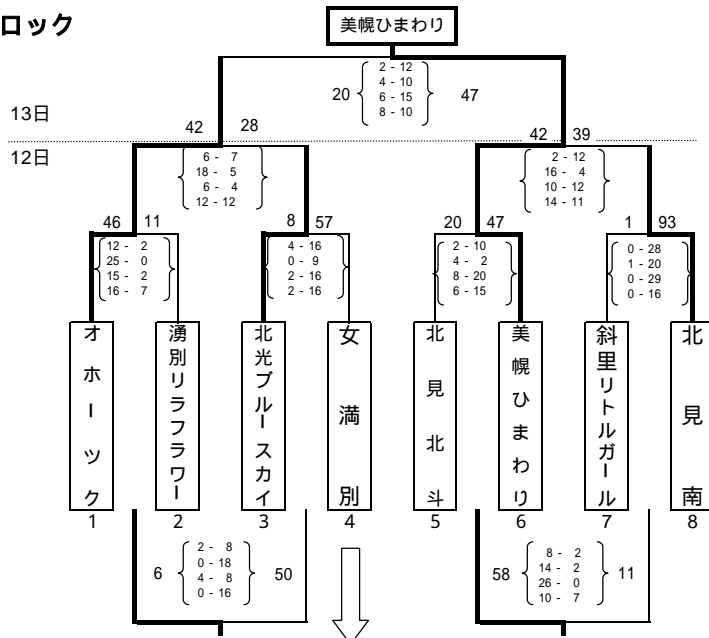 ロック
美幌ひまわり
20
2 - 12
4 - 10
6 - 15
8 - 10
47
13日
42 28
42 39
12日
6 - 7
18 - 5
6 - 4
12 - 12
2 - 12
16 - 4
10 - 12
14 - 11
46 11
8 57
20 47
1 93
12 - 2
25 - 0
15 - 2
16 - 7
4 - 16
0 - 9
2 - 16
2 - 16
2 - 10
4 - 2
8 - 20
6 - 15
0 - 28
1 - 20
0 - 29
0 - 16
オホーツク
湧別リラフラワー
北光ブルースカイ
女満別
北見北斗
美幌ひまわり
斜里リトルガール
北見南
1 2 3 4 5 6 7 8
6
2 - 8
0 - 18
4 - 8
0 - 16
50
58
8 - 2
14 - 2
26 - 0
10 - 7
11